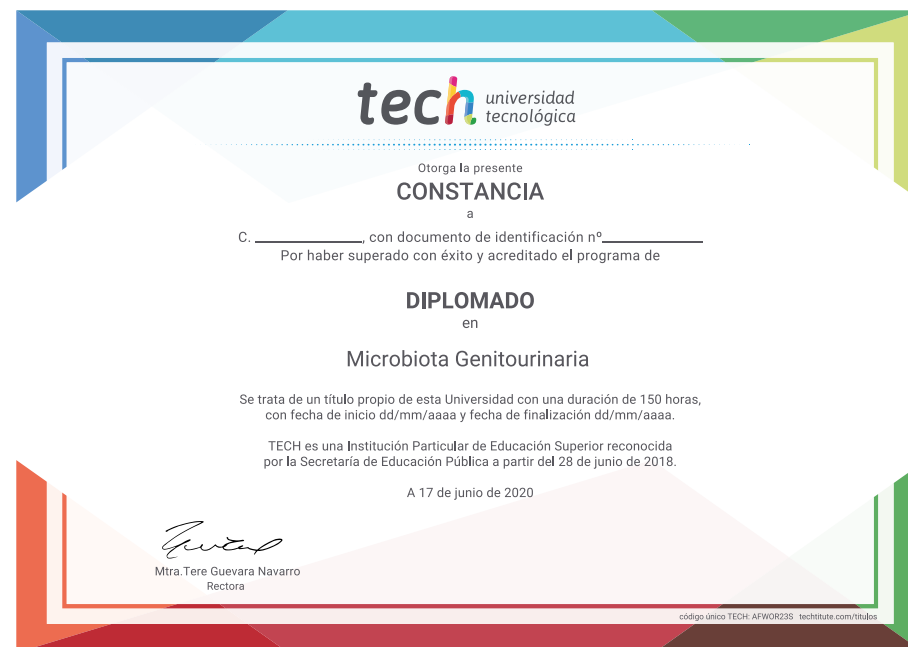 tech universidad
tecnológica
Otorga la presente
CONSTANCIA
a
C. ____________, con documento de identificación nº____________
Por haber superado con éxito y acreditado el programa de
DIPLOMADO
en
Microbiota Genitourinaria
Se trata de un título propio de esta Universidad con una duración de 150 horas,
con fecha de inicio dd/mm/aaaa y fecha de finalización dd/mm/aaaa.
TECH es una Institución Particular de Educación Superior reconocida
por la Secretaría de Educación Pública a partir del 28 de junio de 2018.
A 17 de junio de 2020
Mtra.Tere Guevara Navarro
Rectora
código único TECH: AFWOR23S techtitute.com/titulos